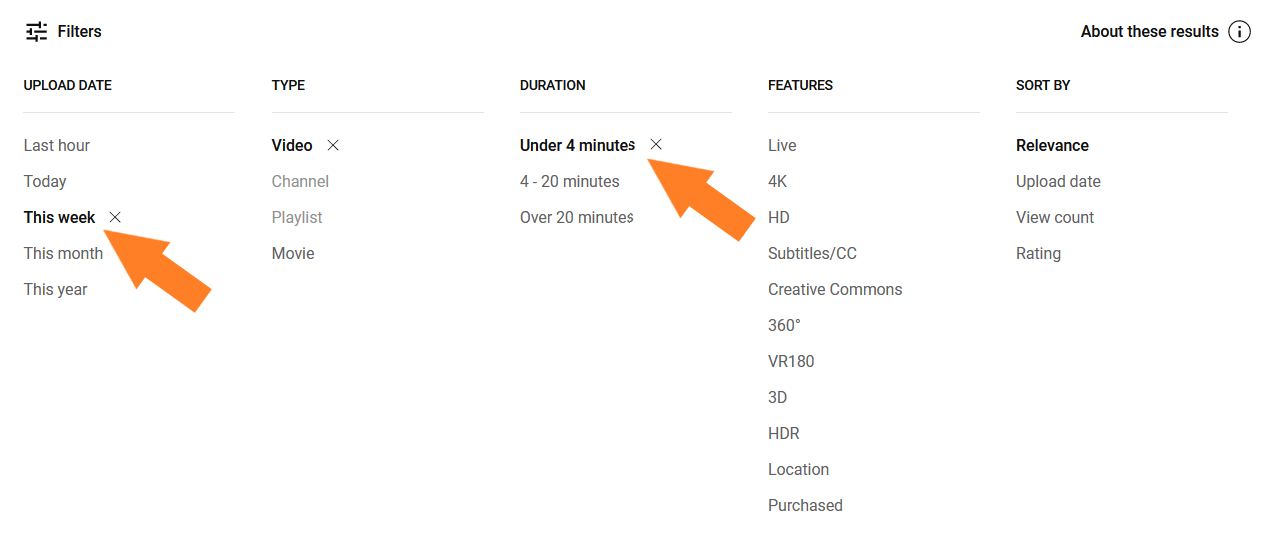 Filters
About these results
UPLOAD DATE
Last hour
Today
This week
This month
This year
TYPE
Video
Channel
Playlist
Movie
DURATION
Under 4 minutes
4 - 20 minutes
Over 20 minutes
FEATURES
Live
4K
HD
Subtitles/CC
Creative Commons
360°
VR180
3D
HDR
Location
Purchased
SORT BY
Relevance
Upload date
View count
Rating